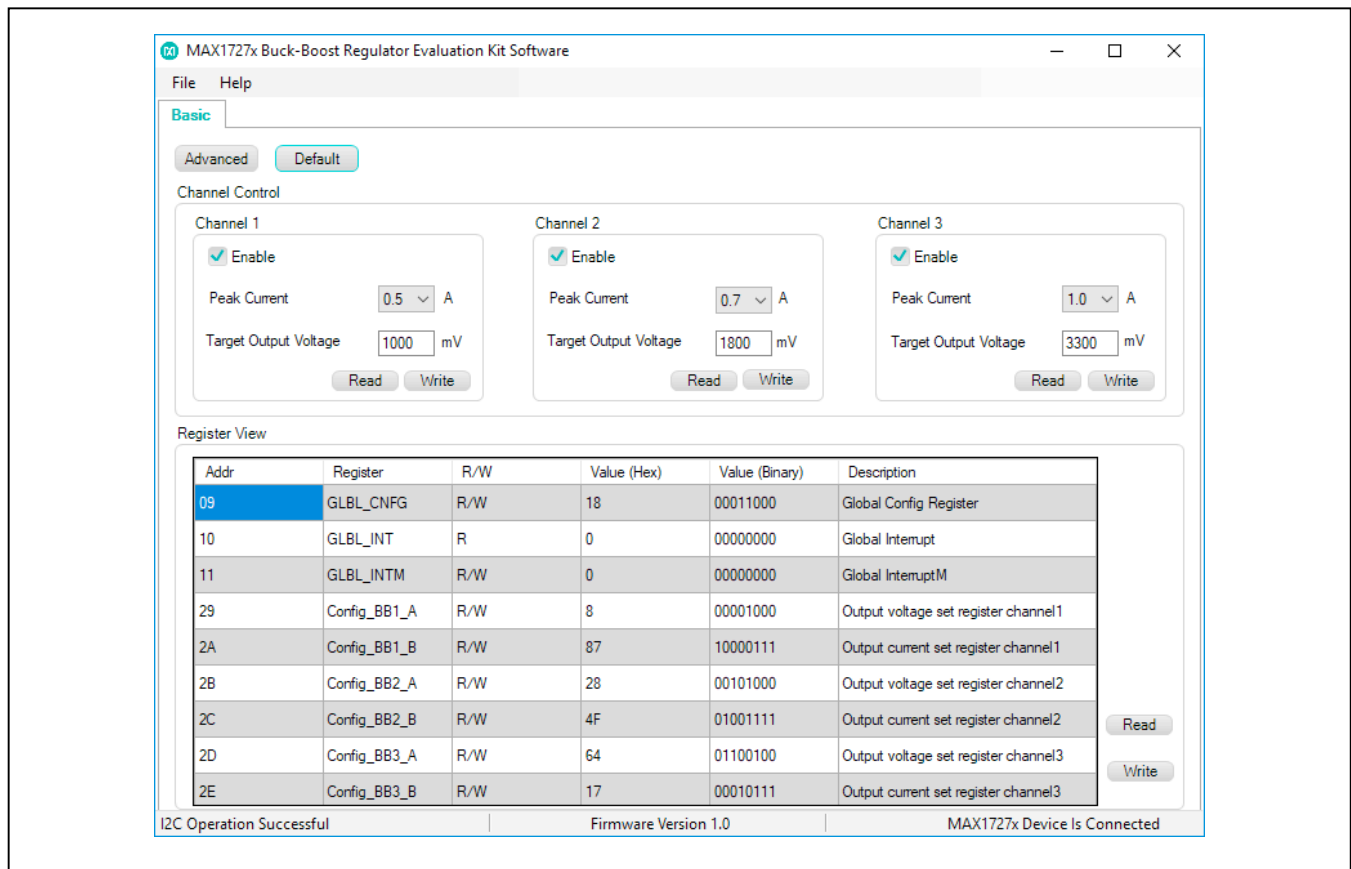 MAX1727x Buck-Boost Regulator Evaluation Kit Software
File Help
Basic
Advanced Default
Channel Control
Channel 1 Channel 2 Channel 3
Enable Enable Enable
Peak Current 0.5 A Peak Current 0.7 A Peak Current 1.0 A
Target Output Voltage 1000 mV Target Output Voltage 1800 mV Target Output Voltage 3300 mV
Read Write Read Write Read Write
Register View
Addr Register R/W Value (Hex) Value (Binary) Description
09 GLBL_CNFG R/W 18 00011000 Global Config Register
10 GLBL_INT R 0 00000000 Global Interrupt
11 GLBL_INTM R/W 0 00000000 Global InterruptM
29 Config_BB1_A R/W 8 00001000 Output voltage set register channel1
2A Config_BB1_B R/W 87 10000111 Output current set register channel1
2B Config_BB2_A R/W 28 00101000 Output voltage set register channel2
2C Config_BB2_B R/W 4F 01001111 Output current set register channel2
Read
2D Config_BB3_A R/W 64 01100100 Output voltage set register channel3
Write
2E Config_BB3_B R/W 17 00010111 Output current set register channel3
I2C Operation Successful Firmware Version 1.0 MAX1727x Device Is Connected